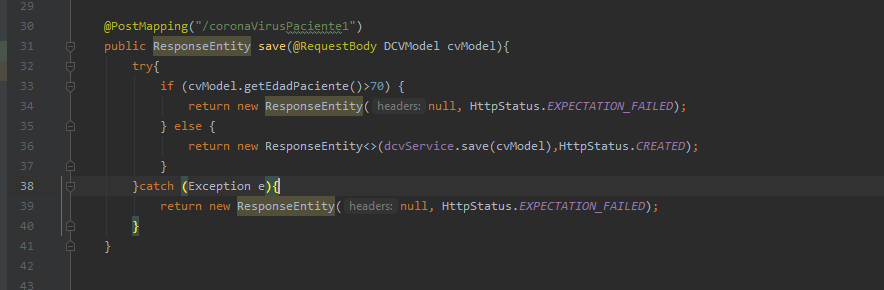 29
30 @PostMapping("/coronaVirusPaciente1")
31 public ResponseEntity save(@RequestBody DCVModel cvModel){
32 try{
33 if (cvModel.getEdadPaciente()>70) {
34 return new ResponseEntity( headers: null, HttpStatus.EXPECTATION_FAILED);
35 } else {
36 return new ResponseEntity<>(dcvService.save(cvModel),HttpStatus.CREATED);
37 }
38 }catch (Exception e){
39 return new ResponseEntity( headers: null, HttpStatus.EXPECTATION_FAILED);
40 }
41 }
42
43